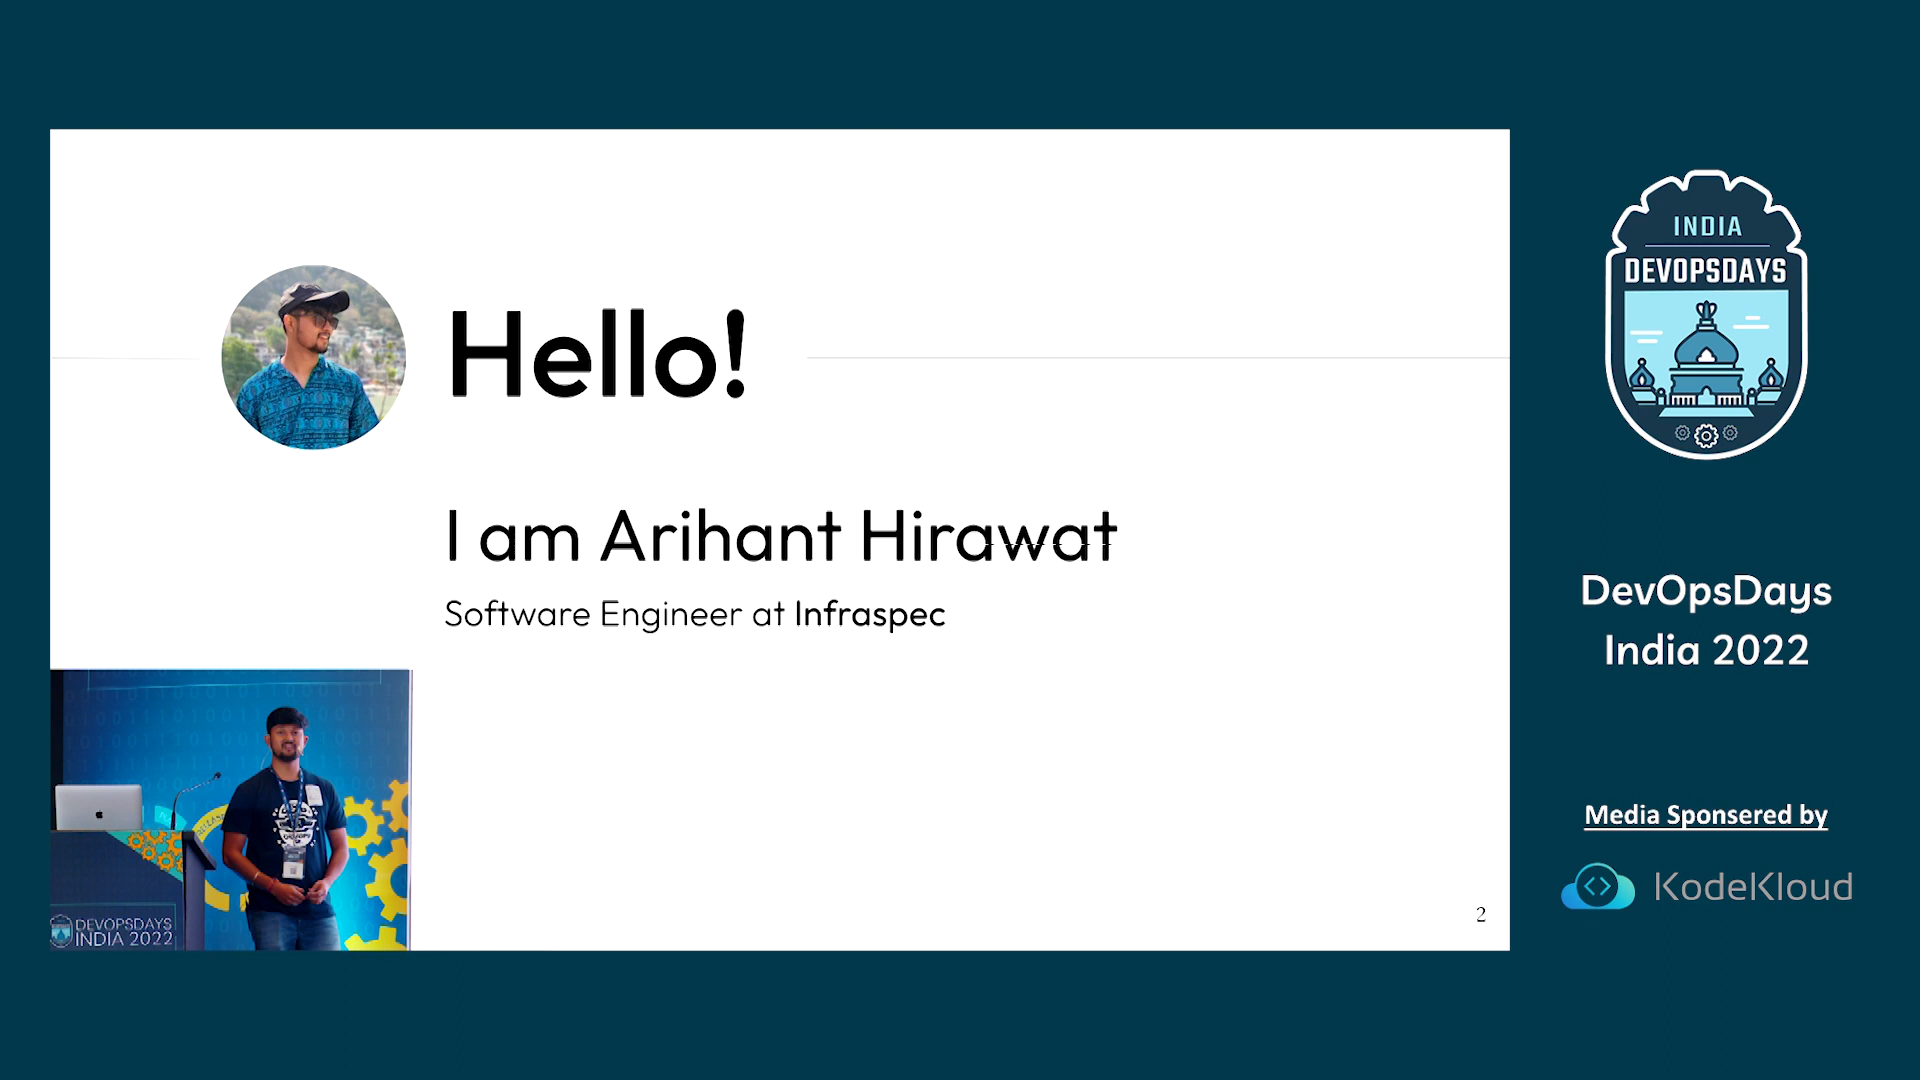 Hello!
I am Arihant Hirawat
Software Engineer at Infraspec
2
DEVOPSDAYS
INDIA 2022
INDIA
DEVOPSDAYS
DevOpsDays
India 2022
Media Sponsered by
KodeKloud